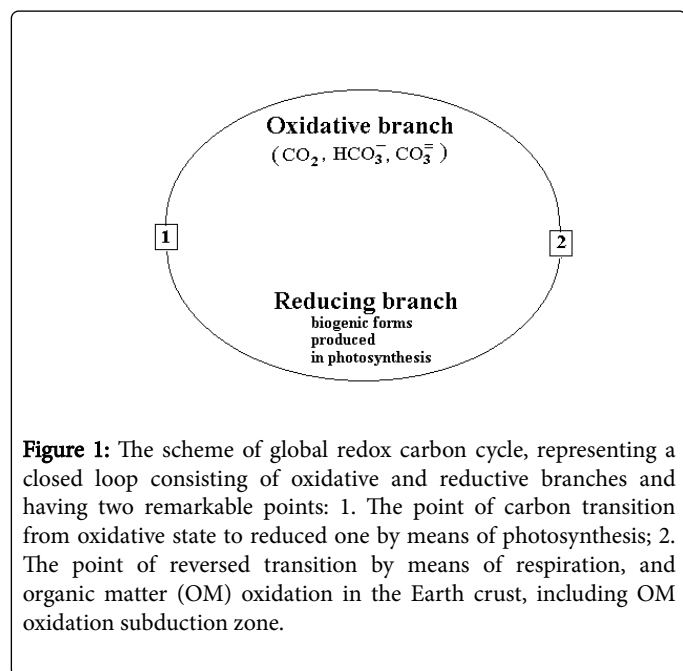 Oxidative branch
(CO₂, HCO₃⁻, CO₃⁼)
1
2
Reducing branch
biogenic forms
produced
in photosynthesis
Figure 1: The scheme of global redox carbon cycle, representing a
closed loop consisting of oxidative and reductive branches and
having two remarkable points: 1. The point of carbon transition
from oxidative state to reduced one by means of photosynthesis; 2.
The point of reversed transition by means of respiration, and
organic matter (OM) oxidation in the Earth crust, including OM
oxidation subduction zone.